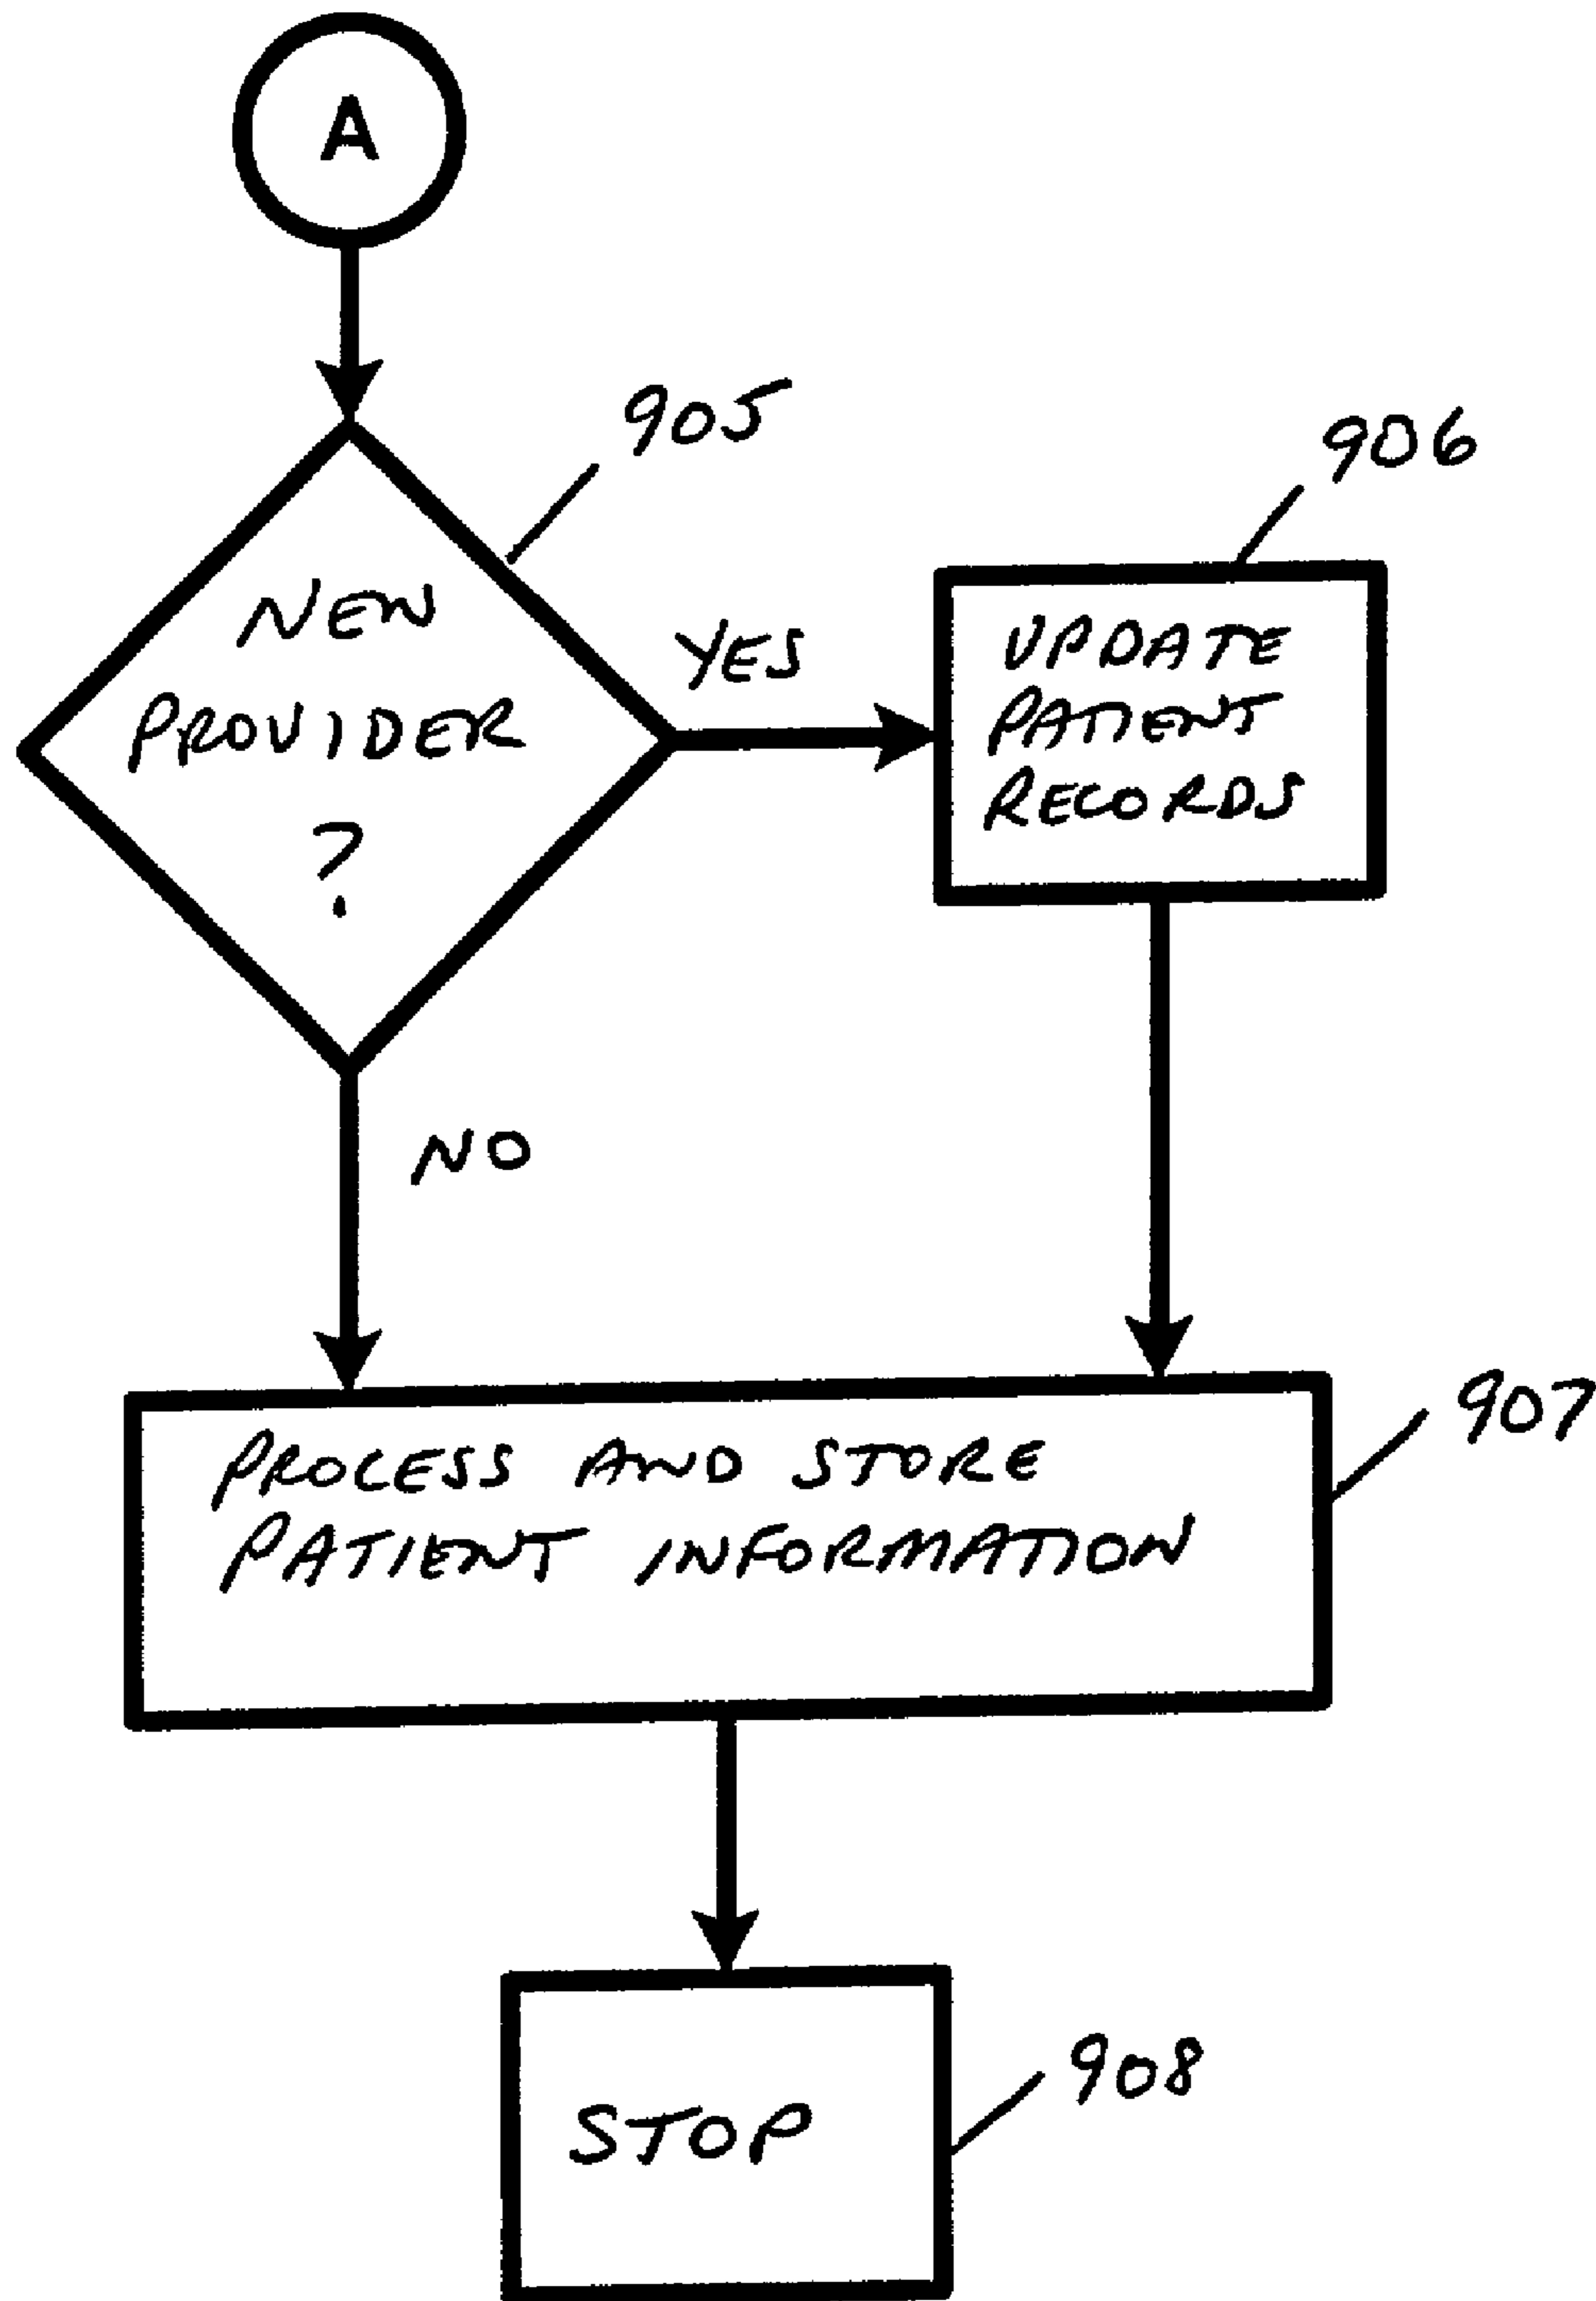 A
905
906
NEW
PROVIDER
?
YES
UPDATE
PATIENT
RECORDS
NO
907
PROCESS AND STORE
PATIENT INFORMATION
908
STOP